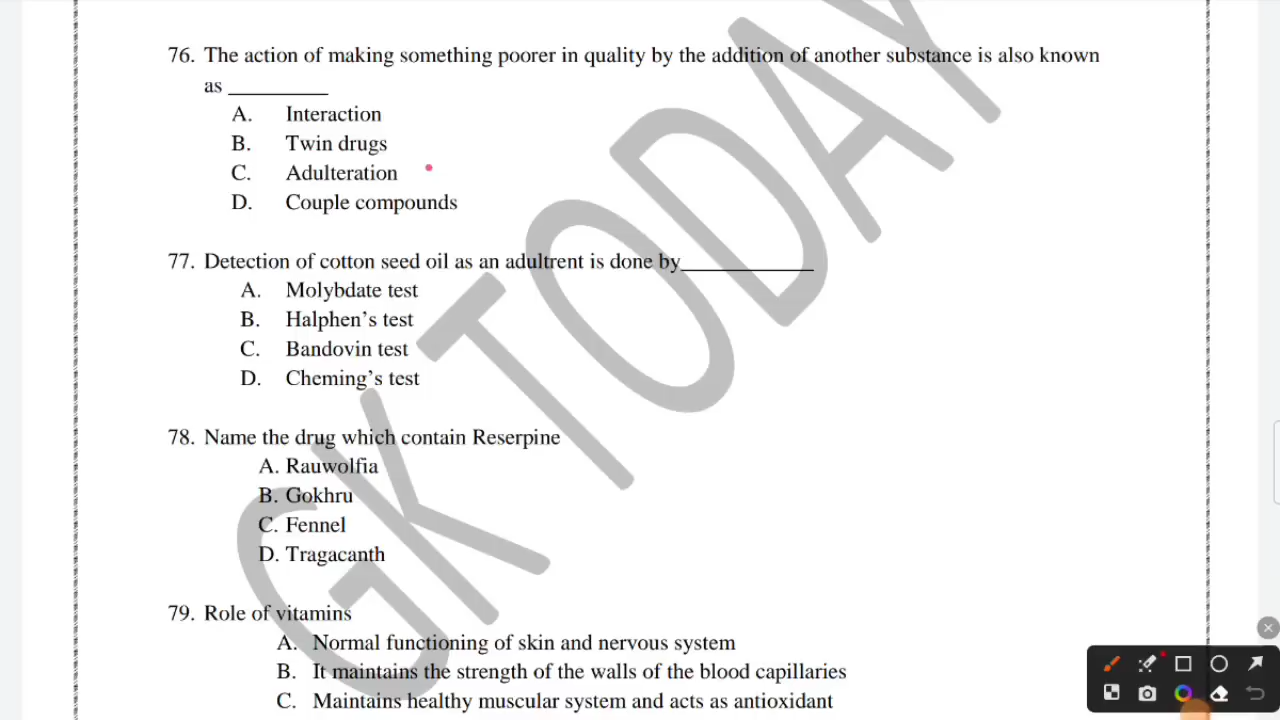 76. The action of making something poorer in quality by the addition of another substance is also known
as __________
A. Interaction
B. Twin drugs
C. Adulteration
D. Couple compounds
77. Detection of cotton seed oil as an adultrent is done by_____________
A. Molybdate test
B. Halphen’s test
C. Bandovin test
D. Cheming’s test
78. Name the drug which contain Reserpine
A. Rauwolfia
B. Gokhru
C. Fennel
D. Tragacanth
79. Role of vitamins
A. Normal functioning of skin and nervous system
B. It maintains the strength of the walls of the blood capillaries
C. Maintains healthy muscular system and acts as antioxidant
GK TODAY